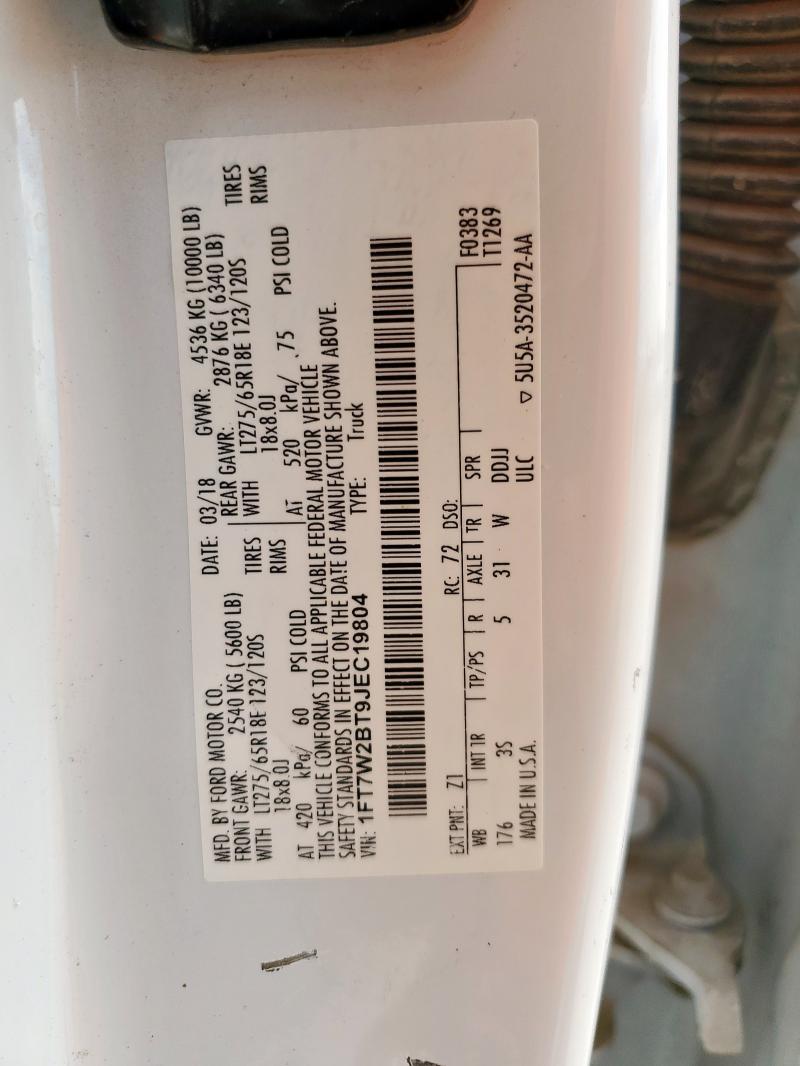 MFD. BY FORD MOTOR CO.
DATE: 03/18 GVWR: 4536 KG (10000 LB)
FRONT GAWR: 2540 KG ( 5600 LB) REAR GAWR: 2876 KG ( 6340 LB)
WITH LT275/65R18E 123/120S TIRES WITH LT275/65R18E 123/120S TIRES
18x8.0J RIMS 18x8.0J RIMS
AT 420 kPa/ 60 PSI COLD AT 520 kPa/ 75 PSI COLD
THIS VEHICLE CONFORMS TO ALL APPLICABLE FEDERAL MOTOR VEHICLE
SAFETY STANDARDS IN EFFECT ON THE DATE OF MANUFACTURE SHOWN ABOVE.
VIN: 1FT7W2BT9JEC19804 TYPE: Truck
EXT PNT: Z1 RC: 72 DSO: F0383
WB INT TR TP/PS R AXLE TR SPR T1269
176 3S 5 31 W DDJJ
MADE IN U.S.A. ULC ▽ 5U5A-3520472-AA